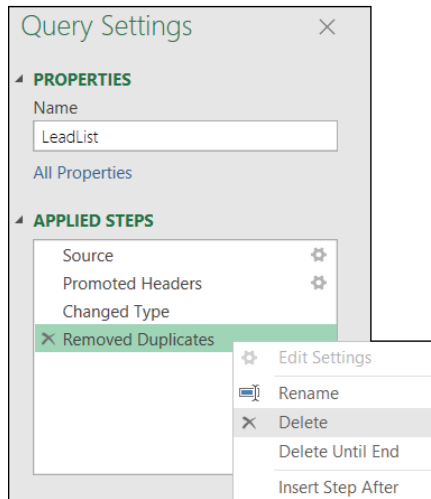 Query Settings
PROPERTIES
Name
LeadList
All Properties
APPLIED STEPS
Source
Promoted Headers
Changed Type
Removed Duplicates
Edit Settings
Rename
Delete
Delete Until End
Insert Step After